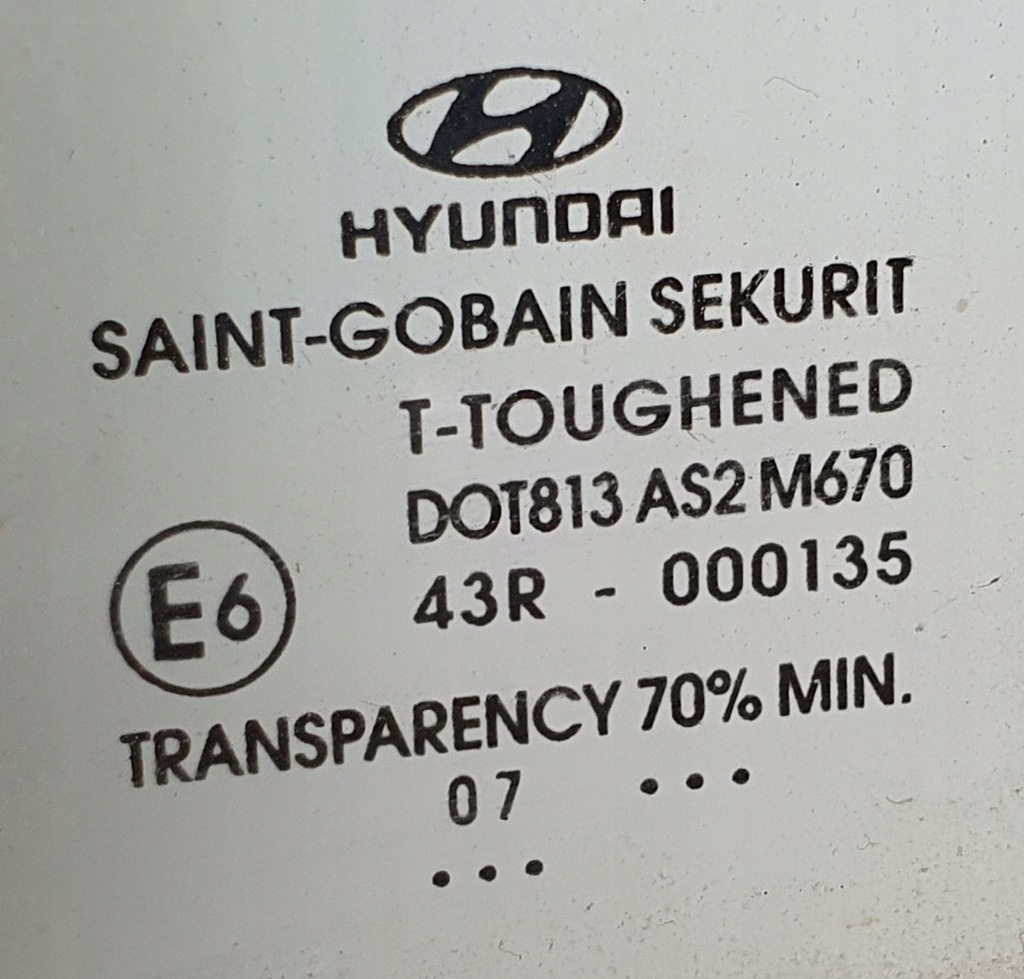 HYUNDAI
SAINT-GOBAIN SEKURIT
T-TOUGHENED
DOT813 AS2 M670
E6 43R - 000135
TRANSPARENCY 70% MIN.
07 •••
•••